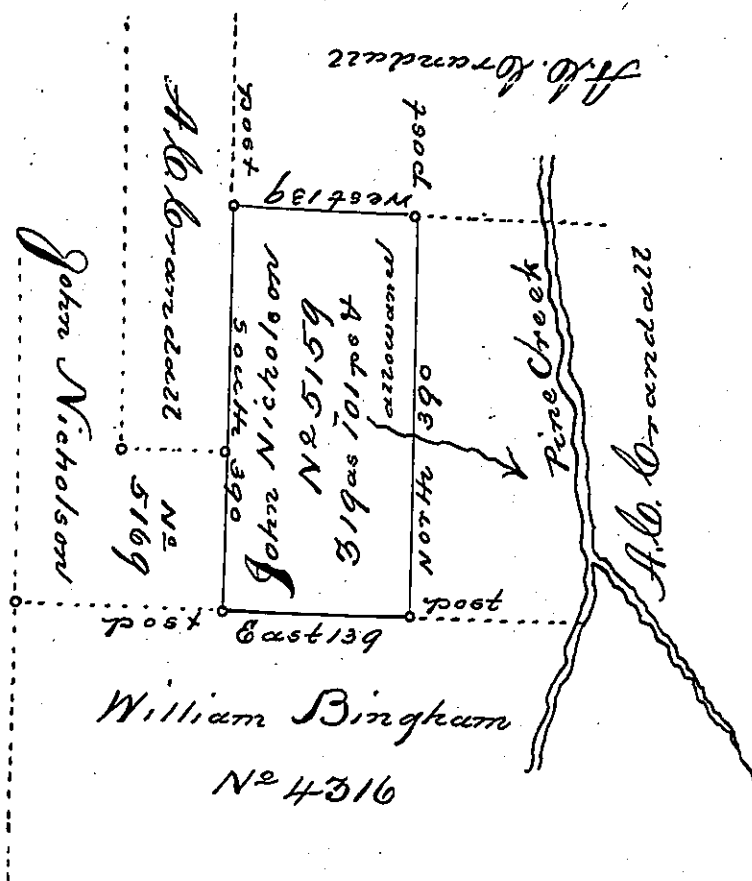 A.C. Crandall
post
post
A C Crandall
West 139
John Nicholson
South 390
John Nicholson
No 5159
319 as 101 ps &
allowance
North 390
Pine Creek
A.C. Crandall
No
5169
post
post
East 139
William Bingham
No 4316